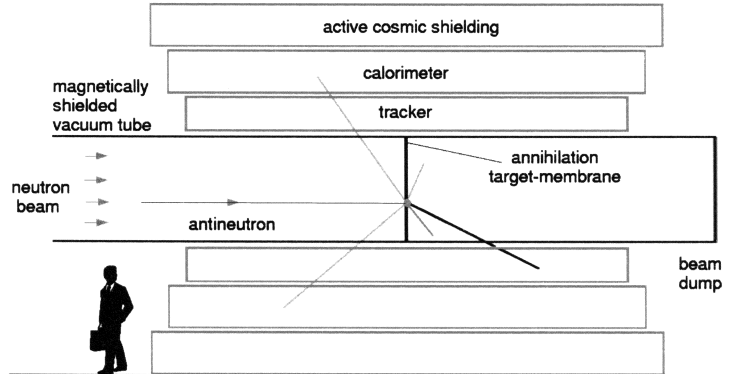 active cosmic shielding
calorimeter
magnetically
shielded
vacuum tube
tracker
annihilation
target-membrane
neutron
beam
antineutron
beam
dump